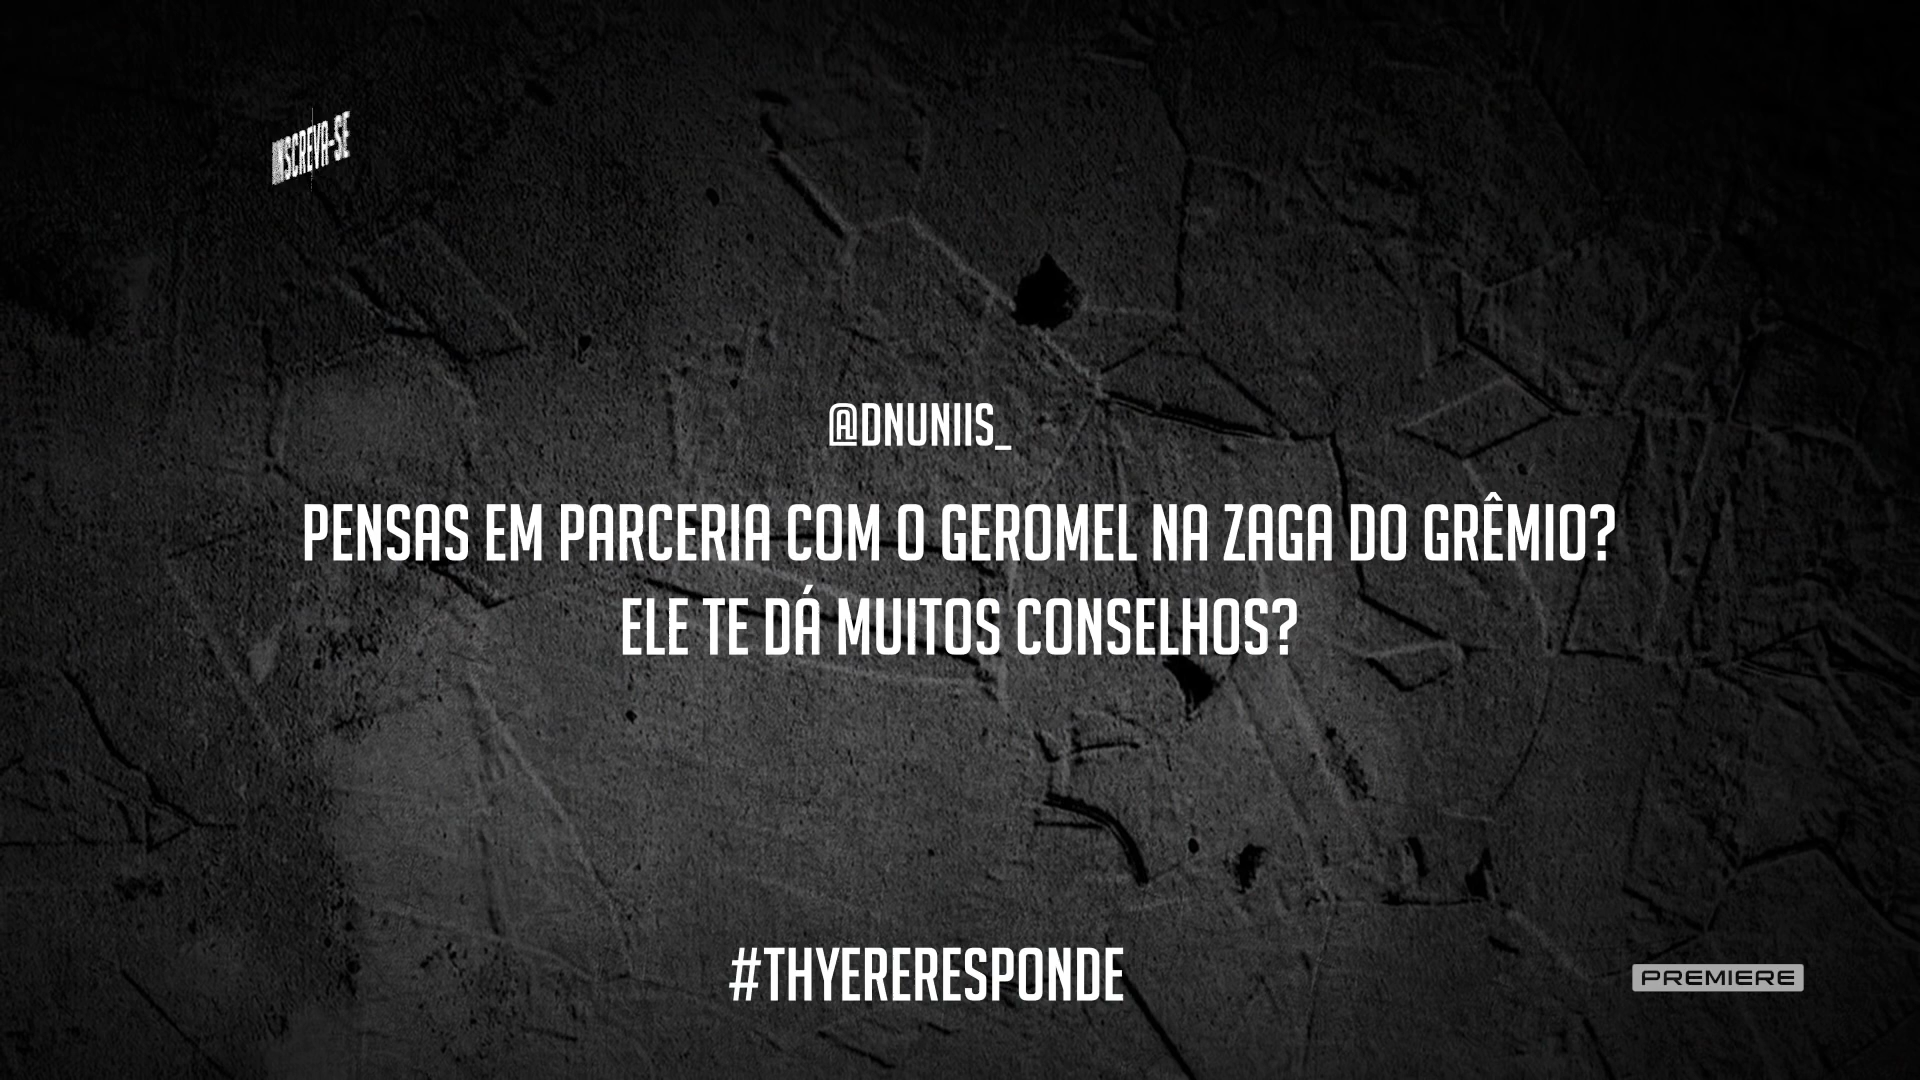 INSCREVA-SE
@DNUNIIS_
PENSAS EM PARCERIA COM O GEROMEL NA ZAGA DO GRÊMIO?
ELE TE DÁ MUITOS CONSELHOS?
#THYERERESPONDE
PREMIERE